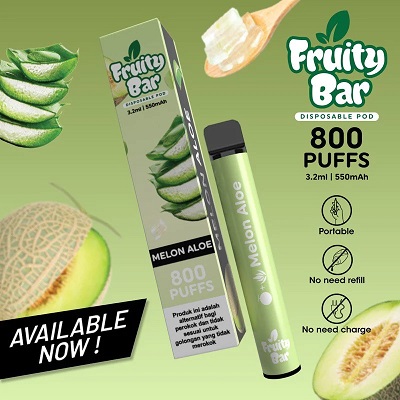 Fruity
Bar
DISPOSABLE POD
3.2ml | 550mAh
MELON ALOE
MELON ALOE
800
PUFFS
Produk ini adalah
alternatif bagi
perokok dan tidak
sesuai untuk
golongan yang tidak
merokok
Melon Aloe
Fruity
Bar
Fruity
Bar
DISPOSABLE POD
800
PUFFS
3.2ml | 550mAh
Portable
No need refill
No need charge
AVAILABLE
NOW !